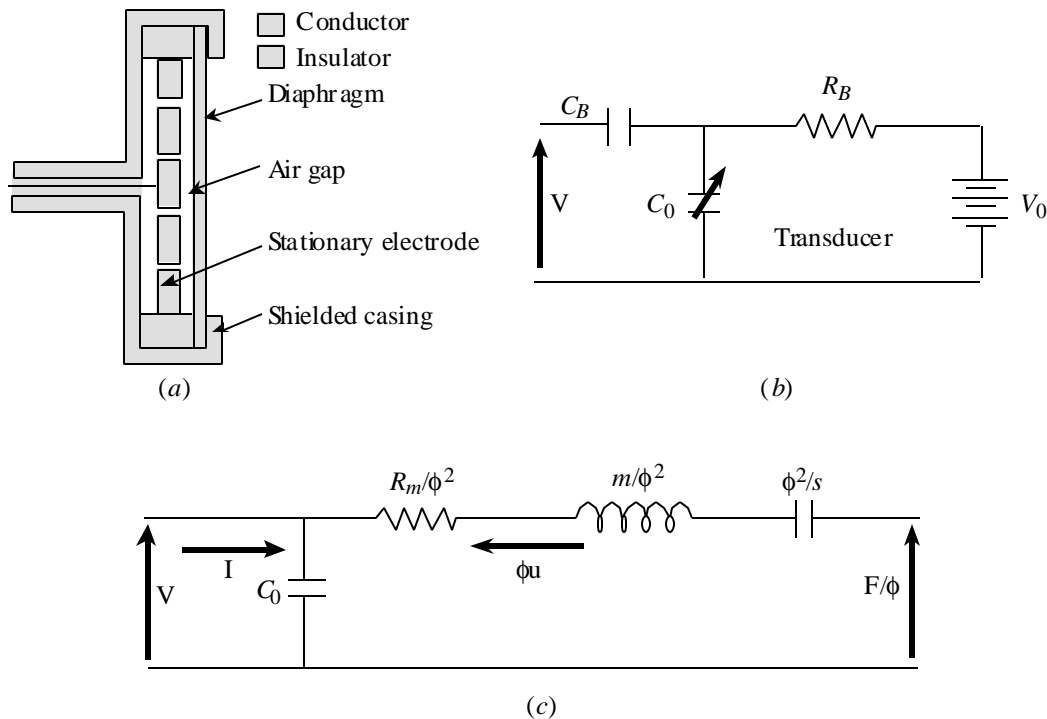 Conductor
Insulator
Diaphragm
Air gap
Stationary electrode
Shielded casing
(a)
C_B
R_B
V
C_0
V_0
Transducer
(b)
R_m/ϕ²
m/ϕ²
ϕ²/s
V
I
C_0
ϕu
F/ϕ
(c)